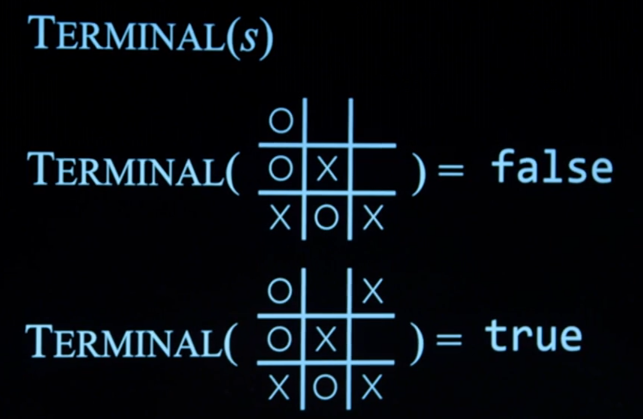 TERMINAL(s)
O
TERMINAL( O X ) = false
X O X
O X
TERMINAL( O X ) = true
X O X